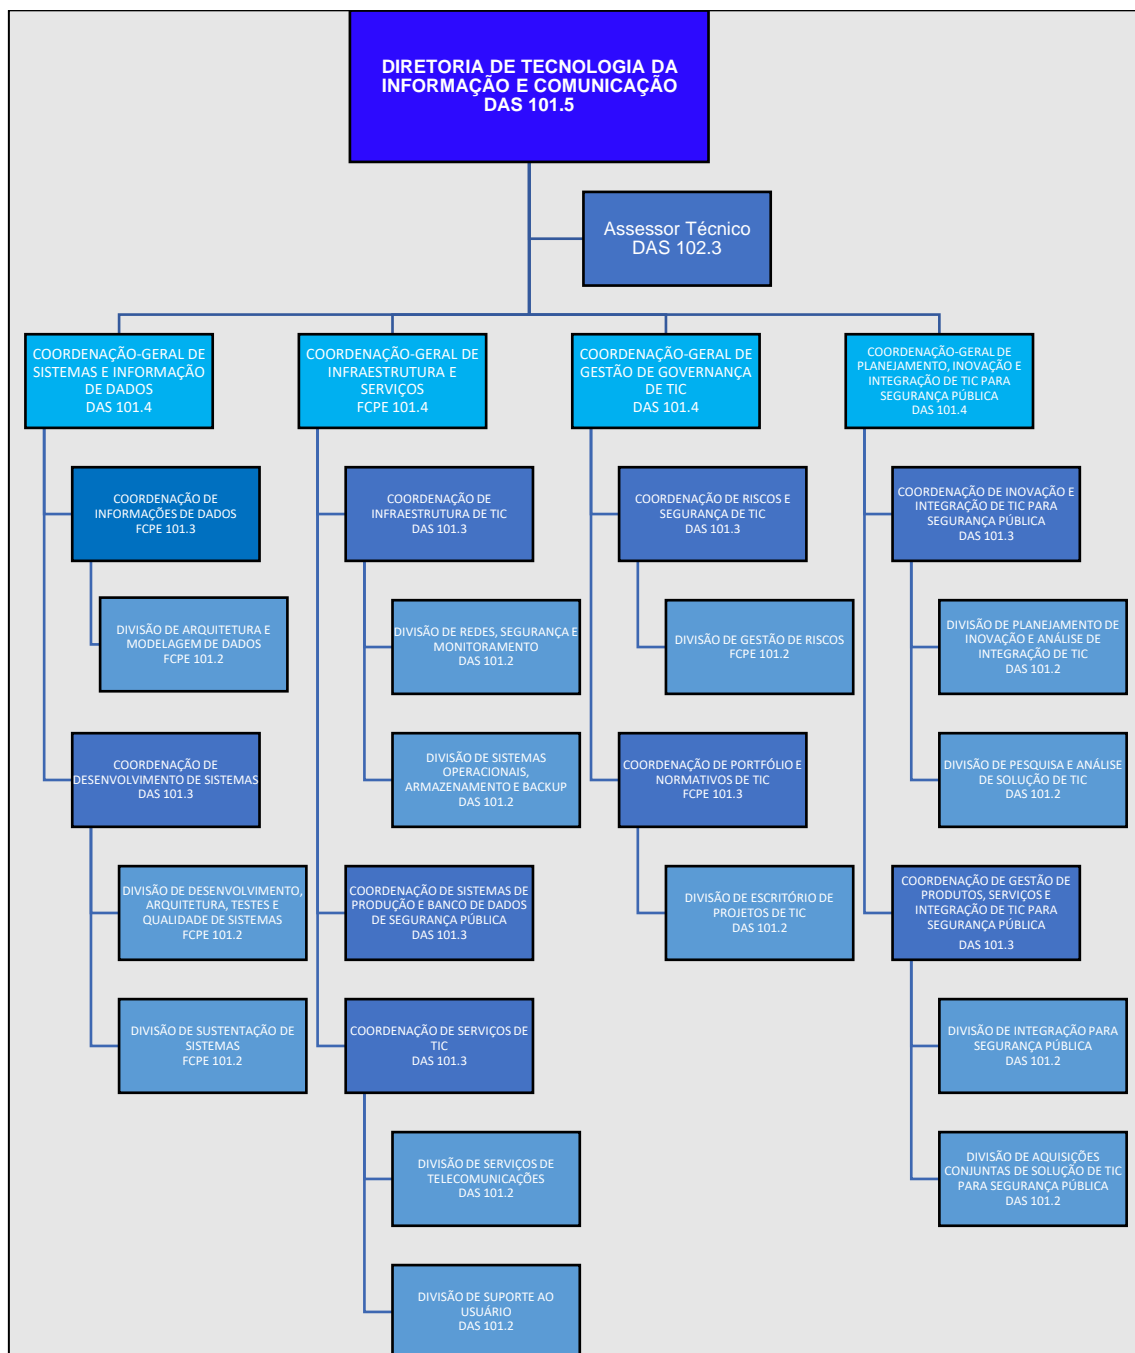 DIRETORIA DE TECNOLOGIA DA
INFORMAÇÃO E COMUNICAÇÃO
DAS 101.5
Assessor Técnico
DAS 102.3
COORDENAÇÃO-GERAL DE
SISTEMAS E INFORMAÇÃO
DE DADOS
DAS 101.4
COORDENAÇÃO DE
INFORMAÇÕES DE DADOS
FCPE 101.3
DIVISÃO DE ARQUITETURA E
MODELAGEM DE DADOS
FCPE 101.2
COORDENAÇÃO DE
DESENVOLVIMENTO DE SISTEMAS
DAS 101.3
DIVISÃO DE DESENVOLVIMENTO,
ARQUITETURA, TESTES E
QUALIDADE DE SISTEMAS
FCPE 101.2
DIVISÃO DE SUSTENTAÇÃO DE
SISTEMAS
FCPE 101.2
COORDENAÇÃO-GERAL DE
INFRAESTRUTURA E
SERVIÇOS
FCPE 101.4
COORDENAÇÃO DE
INFRAESTRUTURA DE TIC
DAS 101.3
DIVISÃO DE REDES, SEGURANÇA E
MONITORAMENTO
DAS 101.2
DIVISÃO DE SISTEMAS
OPERACIONAIS,
ARMAZENAMENTO E BACKUP
DAS 101.2
COORDENAÇÃO DE SISTEMAS DE
PRODUÇÃO E BANCO DE DADOS
DE SEGURANÇA PÚBLICA
DAS 101.3
COORDENAÇÃO DE SERVIÇOS DE
TIC
DAS 101.3
DIVISÃO DE SERVIÇOS DE
TELECOMUNICAÇÕES
DAS 101.2
DIVISÃO DE SUPORTE AO
USUÁRIO
DAS 101.2
COORDENAÇÃO-GERAL DE
GESTÃO DE GOVERNANÇA
DE TIC
DAS 101.4
COORDENAÇÃO DE RISCOS E
SEGURANÇA DE TIC
DAS 101.3
DIVISÃO DE GESTÃO DE RISCOS
FCPE 101.2
COORDENAÇÃO DE PORTFÓLIO E
NORMATIVOS DE TIC
FCPE 101.3
DIVISÃO DE ESCRITÓRIO DE
PROJETOS DE TIC
DAS 101.2
COORDENAÇÃO-GERAL DE
PLANEJAMENTO, INOVAÇÃO E
INTEGRAÇÃO DE TIC PARA
SEGURANÇA PÚBLICA
DAS 101.4
COORDENAÇÃO DE INOVAÇÃO E
INTEGRAÇÃO DE TIC PARA
SEGURANÇA PÚBLICA
DAS 101.3
DIVISÃO DE PLANEJAMENTO DE
INOVAÇÃO E ANÁLISE DE
INTEGRAÇÃO DE TIC
DAS 101.2
DIVISÃO DE PESQUISA E ANÁLISE
DE SOLUÇÃO DE TIC
DAS 101.2
COORDENAÇÃO DE GESTÃO DE
PRODUTOS, SERVIÇOS E
INTEGRAÇÃO DE TIC PARA
SEGURANÇA PÚBLICA
DAS 101.3
DIVISÃO DE INTEGRAÇÃO PARA
SEGURANÇA PÚBLICA
DAS 101.2
DIVISÃO DE AQUISIÇÕES
CONJUNTAS DE SOLUÇÃO DE TIC
PARA SEGURANÇA PÚBLICA
DAS 101.2